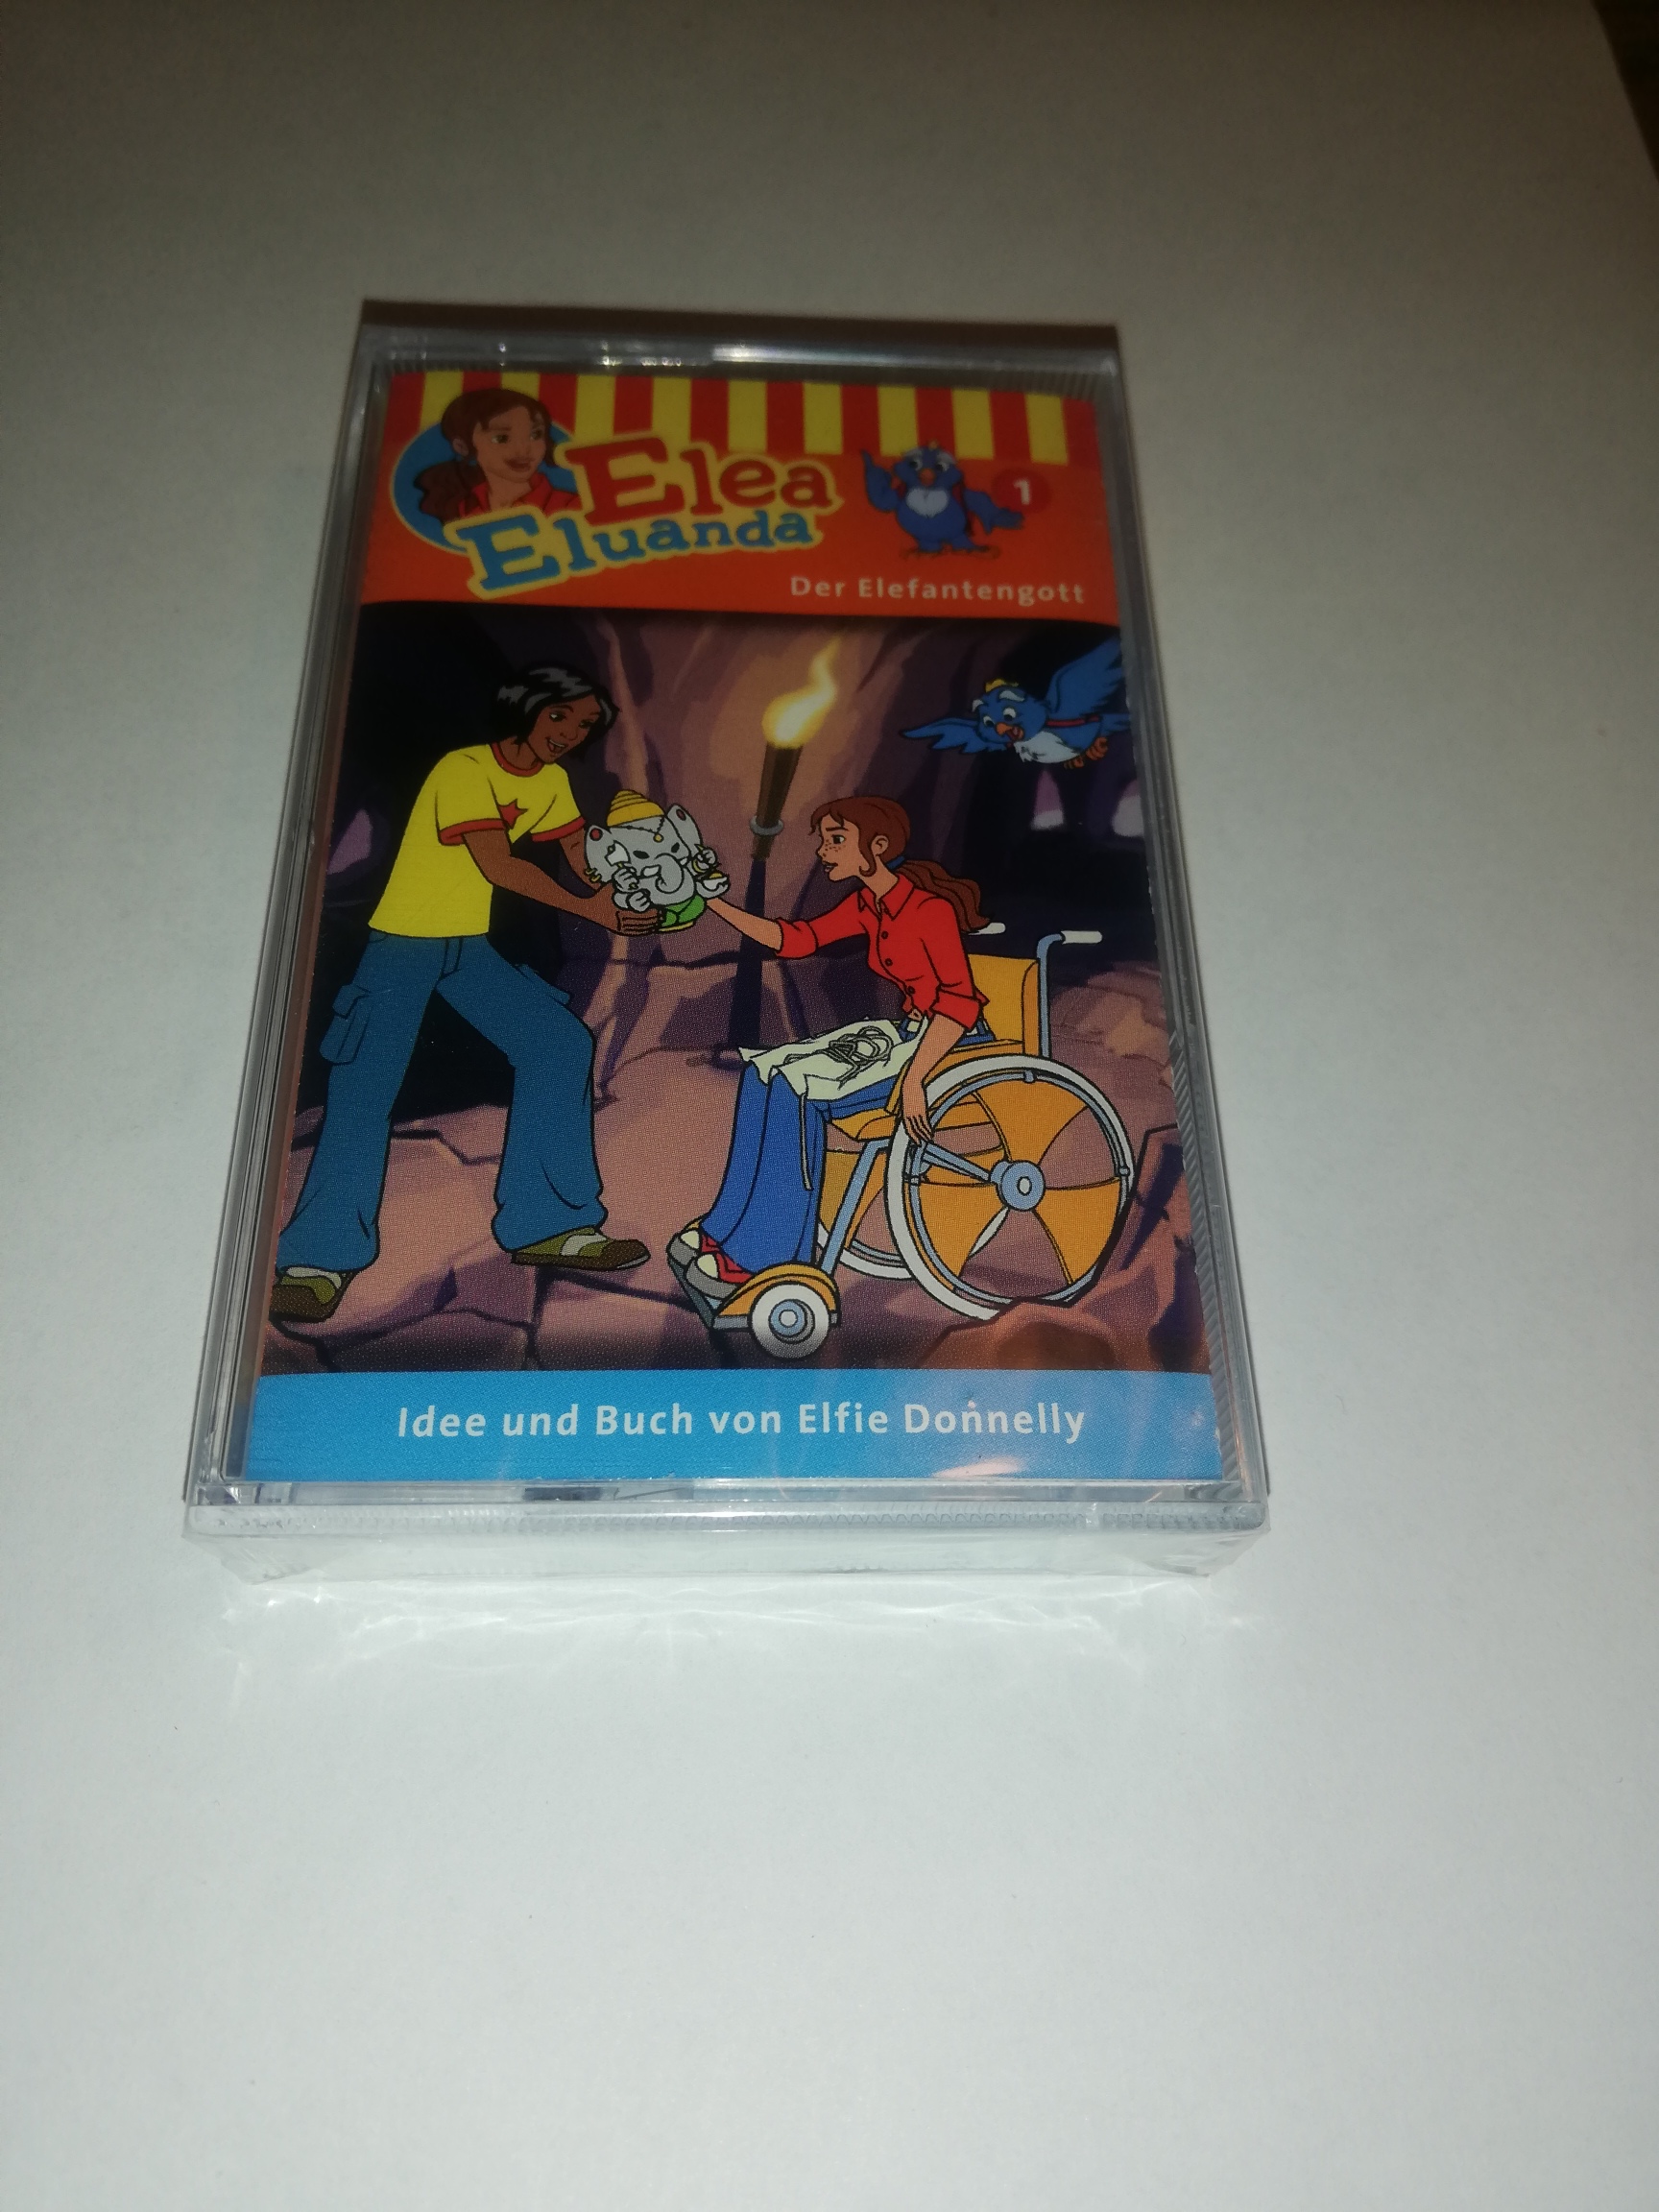 Elea
Eluanda
1
Der Elefantengott
Idee und Buch von Elfie Donnelly